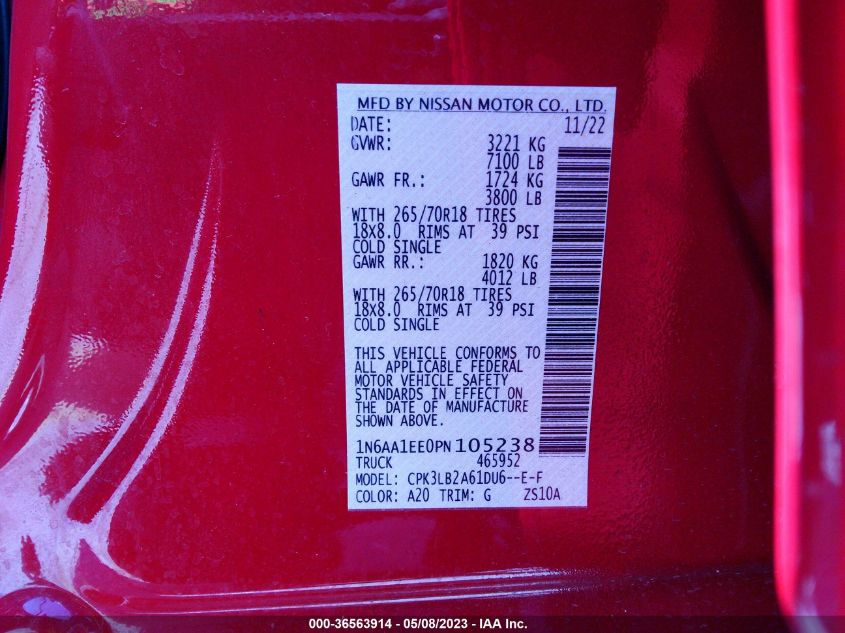 MFD BY NISSAN MOTOR CO., LTD.
DATE: 11/22
GVWR: 3221 KG
7100 LB
GAWR FR.: 1724 KG
3800 LB
WITH 265/70R18 TIRES
18X8.0 RIMS AT 39 PSI
COLD SINGLE
GAWR RR.: 1820 KG
4012 LB
WITH 265/70R18 TIRES
18X8.0 RIMS AT 39 PSI
COLD SINGLE
THIS VEHICLE CONFORMS TO
ALL APPLICABLE FEDERAL
MOTOR VEHICLE SAFETY
STANDARDS IN EFFECT ON
THE DATE OF MANUFACTURE
SHOWN ABOVE.
1N6AA1EE0PN105238
TRUCK 465952
MODEL: CPK3LB2A61DU6--E-F
COLOR: A20 TRIM: G ZS10A
000-36563914 - 05/08/2023 - IAA Inc.